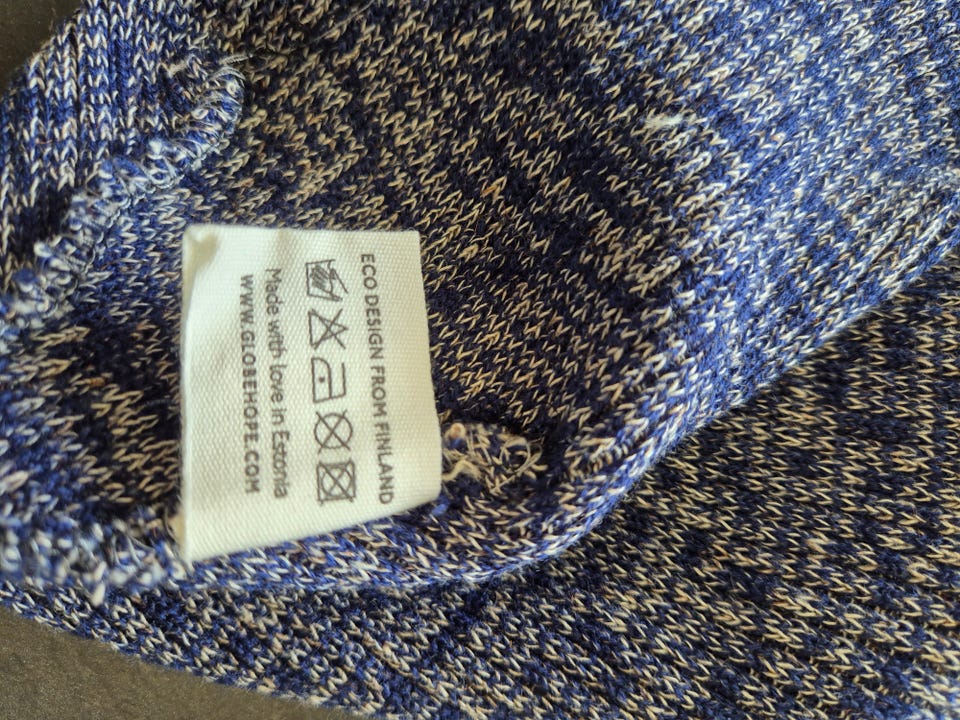 ECO DESIGN FROM FINLAND
Made with love in Estonia
WWW.GLOBEHOPE.COM